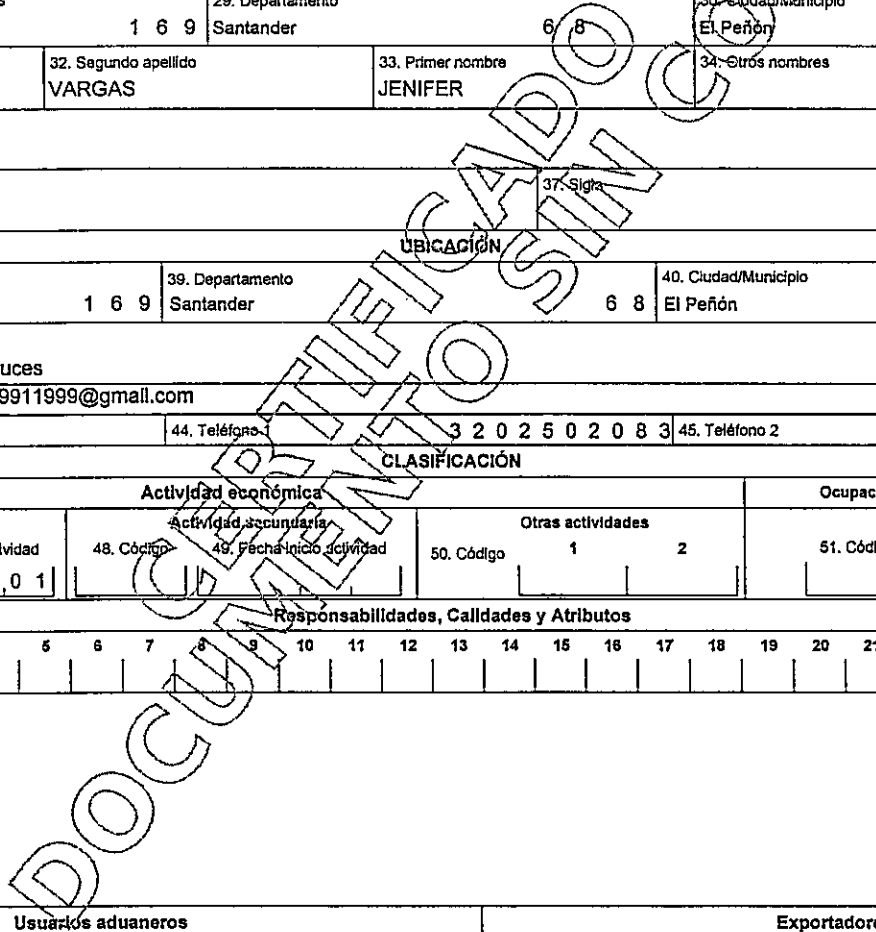 29. Departamento
1 6 9 Santander 6 8 El Peñón
32. Segundo apellido 33. Primer nombre 34. Otros nombres
VARGAS JENIFER
37. Sigla
UBICACIÓN
39. Departamento 40. Ciudad/Municipio
1 6 9 Santander 6 8 El Peñón
uces
9911999@gmail.com
44. Teléfono 1 3 2 0 2 5 0 2 0 8 3 45. Teléfono 2
CLASIFICACIÓN
Actividad económica Ocupac
Actividad secundaria Otras actividades
vidad 48. Código 49. Fecha inicio actividad 50. Código 1 2 51. Códi
0 1
Responsabilidades, Calidades y Atributos
5 6 7 8 9 10 11 12 13 14 15 16 17 18 19 20 21
Usuarios aduaneros Exportadore
CERTIFICADO
DOCUMENTO SIN CO